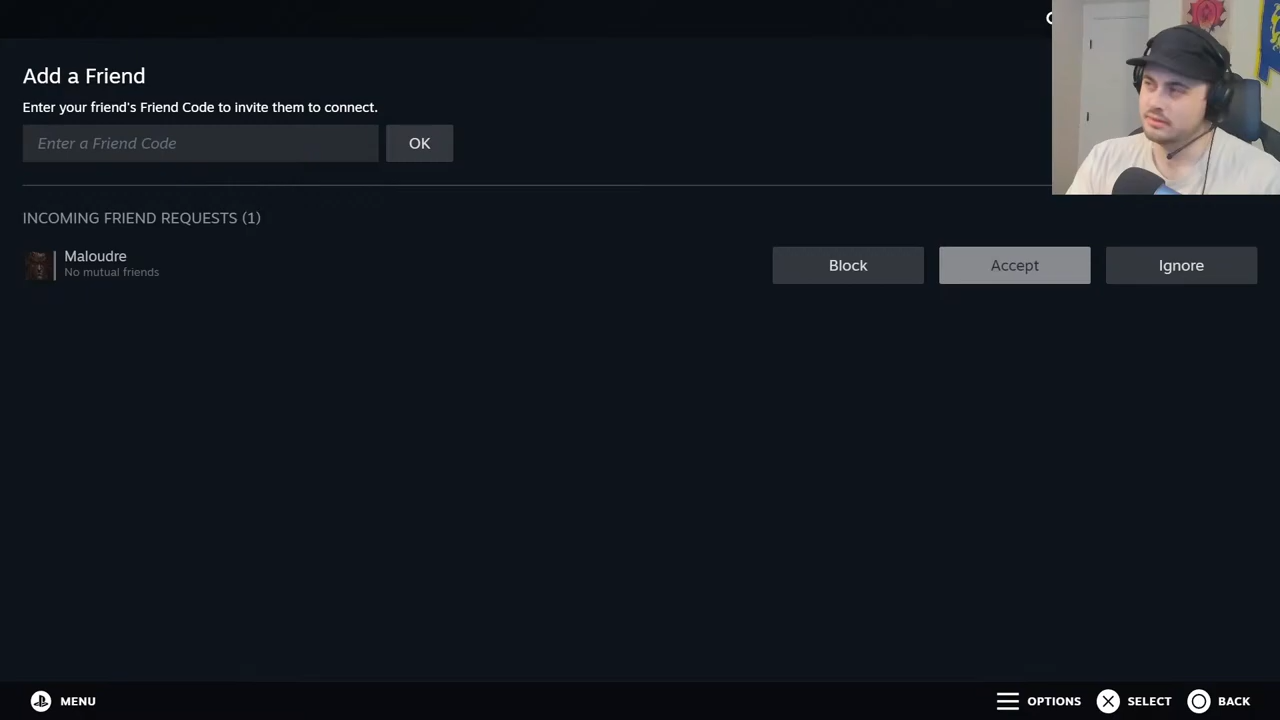 Add a Friend
Enter your friend's Friend Code to invite them to connect.
Enter a Friend Code
OK
INCOMING FRIEND REQUESTS (1)
Maloudre
No mutual friends
Block
Accept
Ignore
MENU
OPTIONS
SELECT
BACK